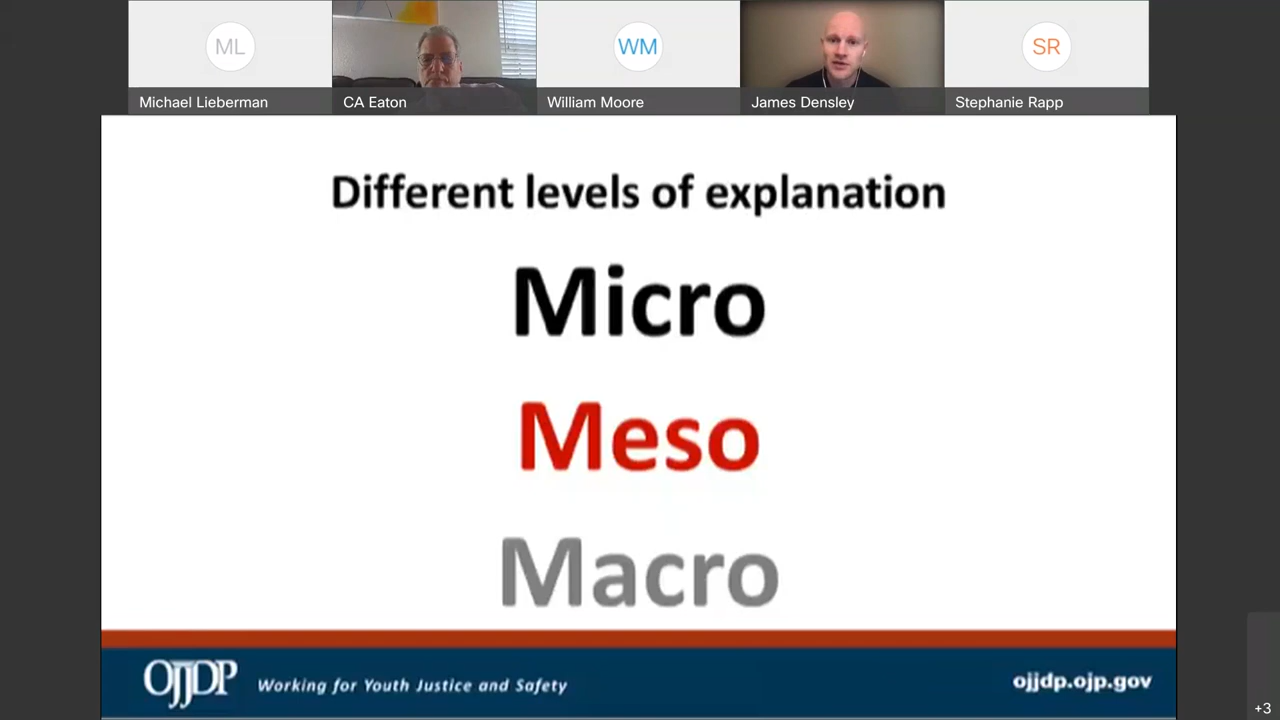 ML
WM
SR
Michael Lieberman
CA Eaton
William Moore
James Densley
Stephanie Rapp
Different levels of explanation
Micro
Meso
Macro
OJJDP
Working for Youth Justice and Safety
ojjdp.ojp.gov
+3